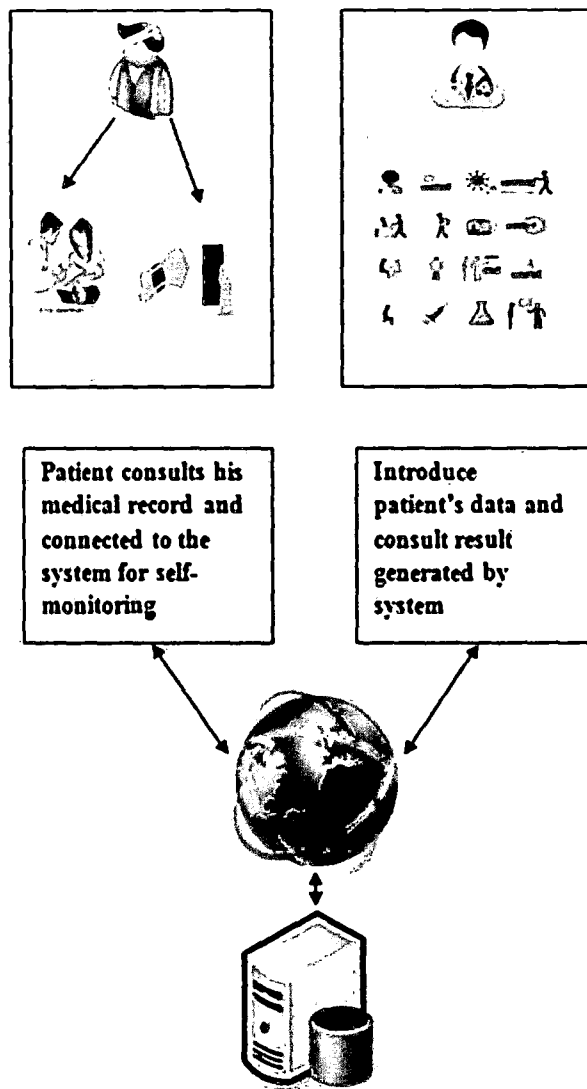 Patient consults his
medical record and
connected to the
system for self-
monitoring
Introduce
patient's data and
consult result
generated by
system